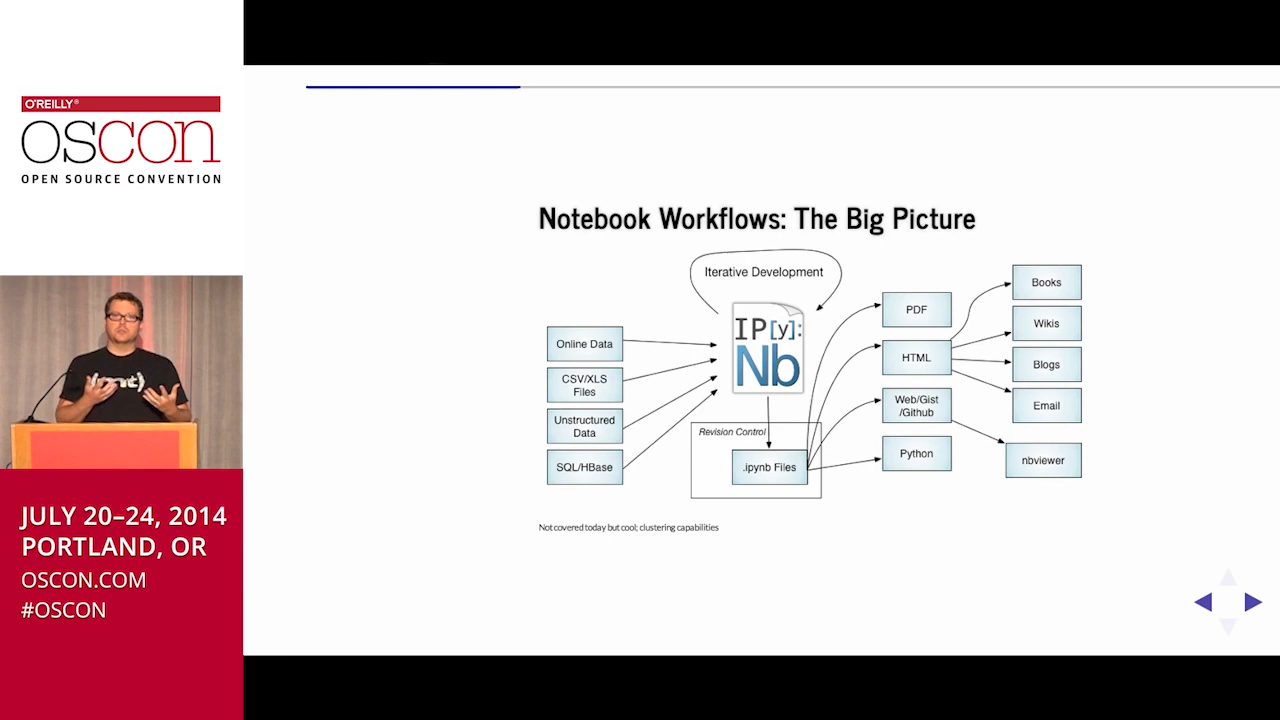 O'REILLY®
OSCON
OPEN SOURCE CONVENTION
JULY 20–24, 2014
PORTLAND, OR
OSCON.COM
#OSCON
Notebook Workflows: The Big Picture
Iterative Development
IP[y]:
Nb
Online Data
CSV/XLS
Files
Unstructured
Data
SQL/HBase
Revision Control
.ipynb Files
PDF
HTML
Web/Gist
/Github
Python
Books
Wikis
Blogs
Email
nbviewer
Not covered today but cool; clustering capabilities